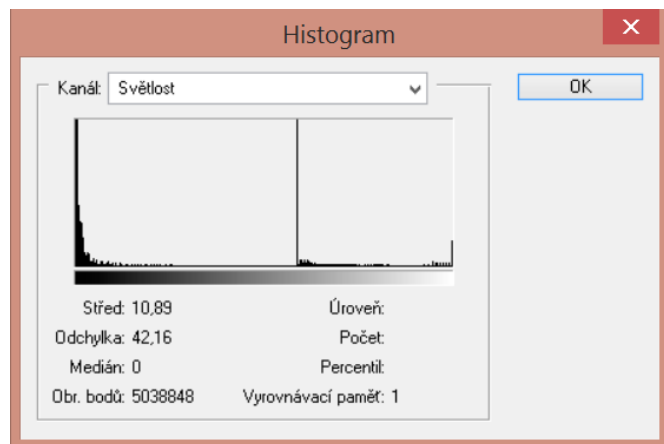 Histogram
Kanál: Světlost
OK
Střed: 10,89
Úroveň:
Odchylka: 42,16
Počet:
Medián: 0
Percentil:
Obr. bodů: 5038848
Vyrovnávací paměť: 1